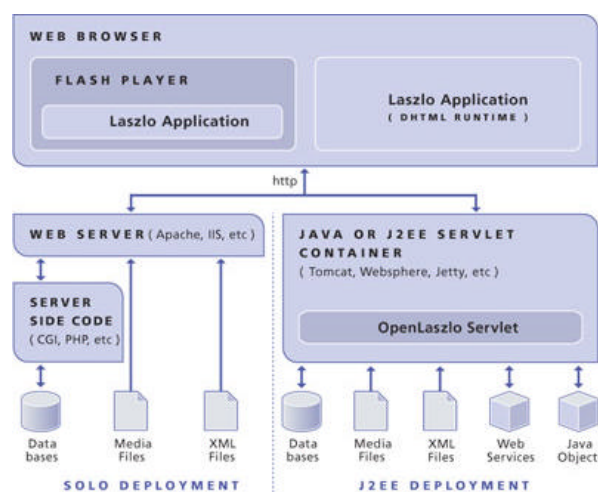 WEB BROWSER
FLASH PLAYER
Laszlo Application
Laszlo Application
( DHTML RUNTIME )
http
WEB SERVER ( Apache, IIS, etc )
SERVER
SIDE CODE
( CGI, PHP, etc )
JAVA OR J2EE SERVLET
CONTAINER
( Tomcat, Websphere, Jetty, etc )
OpenLaszlo Servlet
Data
bases
Media
Files
XML
Files
Data
bases
Media
Files
XML
Files
Web
Services
Java
Object
SOLO DEPLOYMENT
J2EE DEPLOYMENT